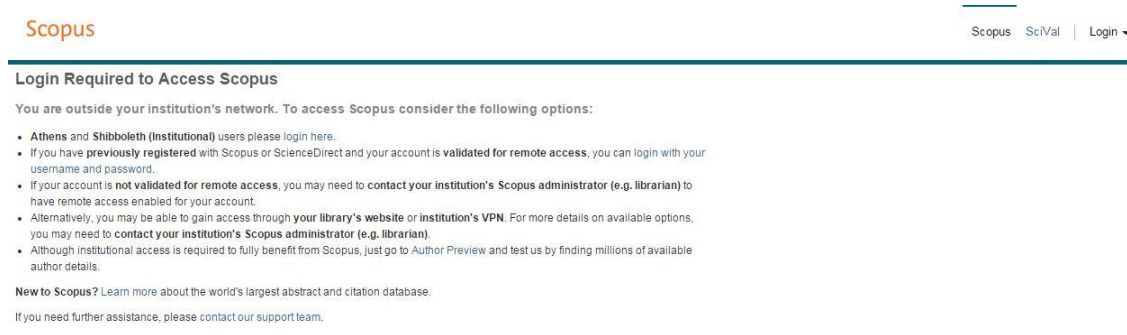 Scopus
Scopus SciVal | Login
Login Required to Access Scopus
You are outside your institution's network. To access Scopus consider the following options:
• Athens and Shibboleth (Institutional) users please login here.
• If you have previously registered with Scopus or ScienceDirect and your account is validated for remote access, you can login with your
username and password.
• If your account is not validated for remote access, you may need to contact your institution's Scopus administrator (e.g. librarian) to
have remote access enabled for your account.
• Alternatively, you may be able to gain access through your library's website or institution's VPN. For more details on available options,
you may need to contact your institution's Scopus administrator (e.g. librarian).
• Although institutional access is required to fully benefit from Scopus, just go to Author Preview and test us by finding millions of available
author details.
New to Scopus? Learn more about the world's largest abstract and citation database.
If you need further assistance, please contact our support team.